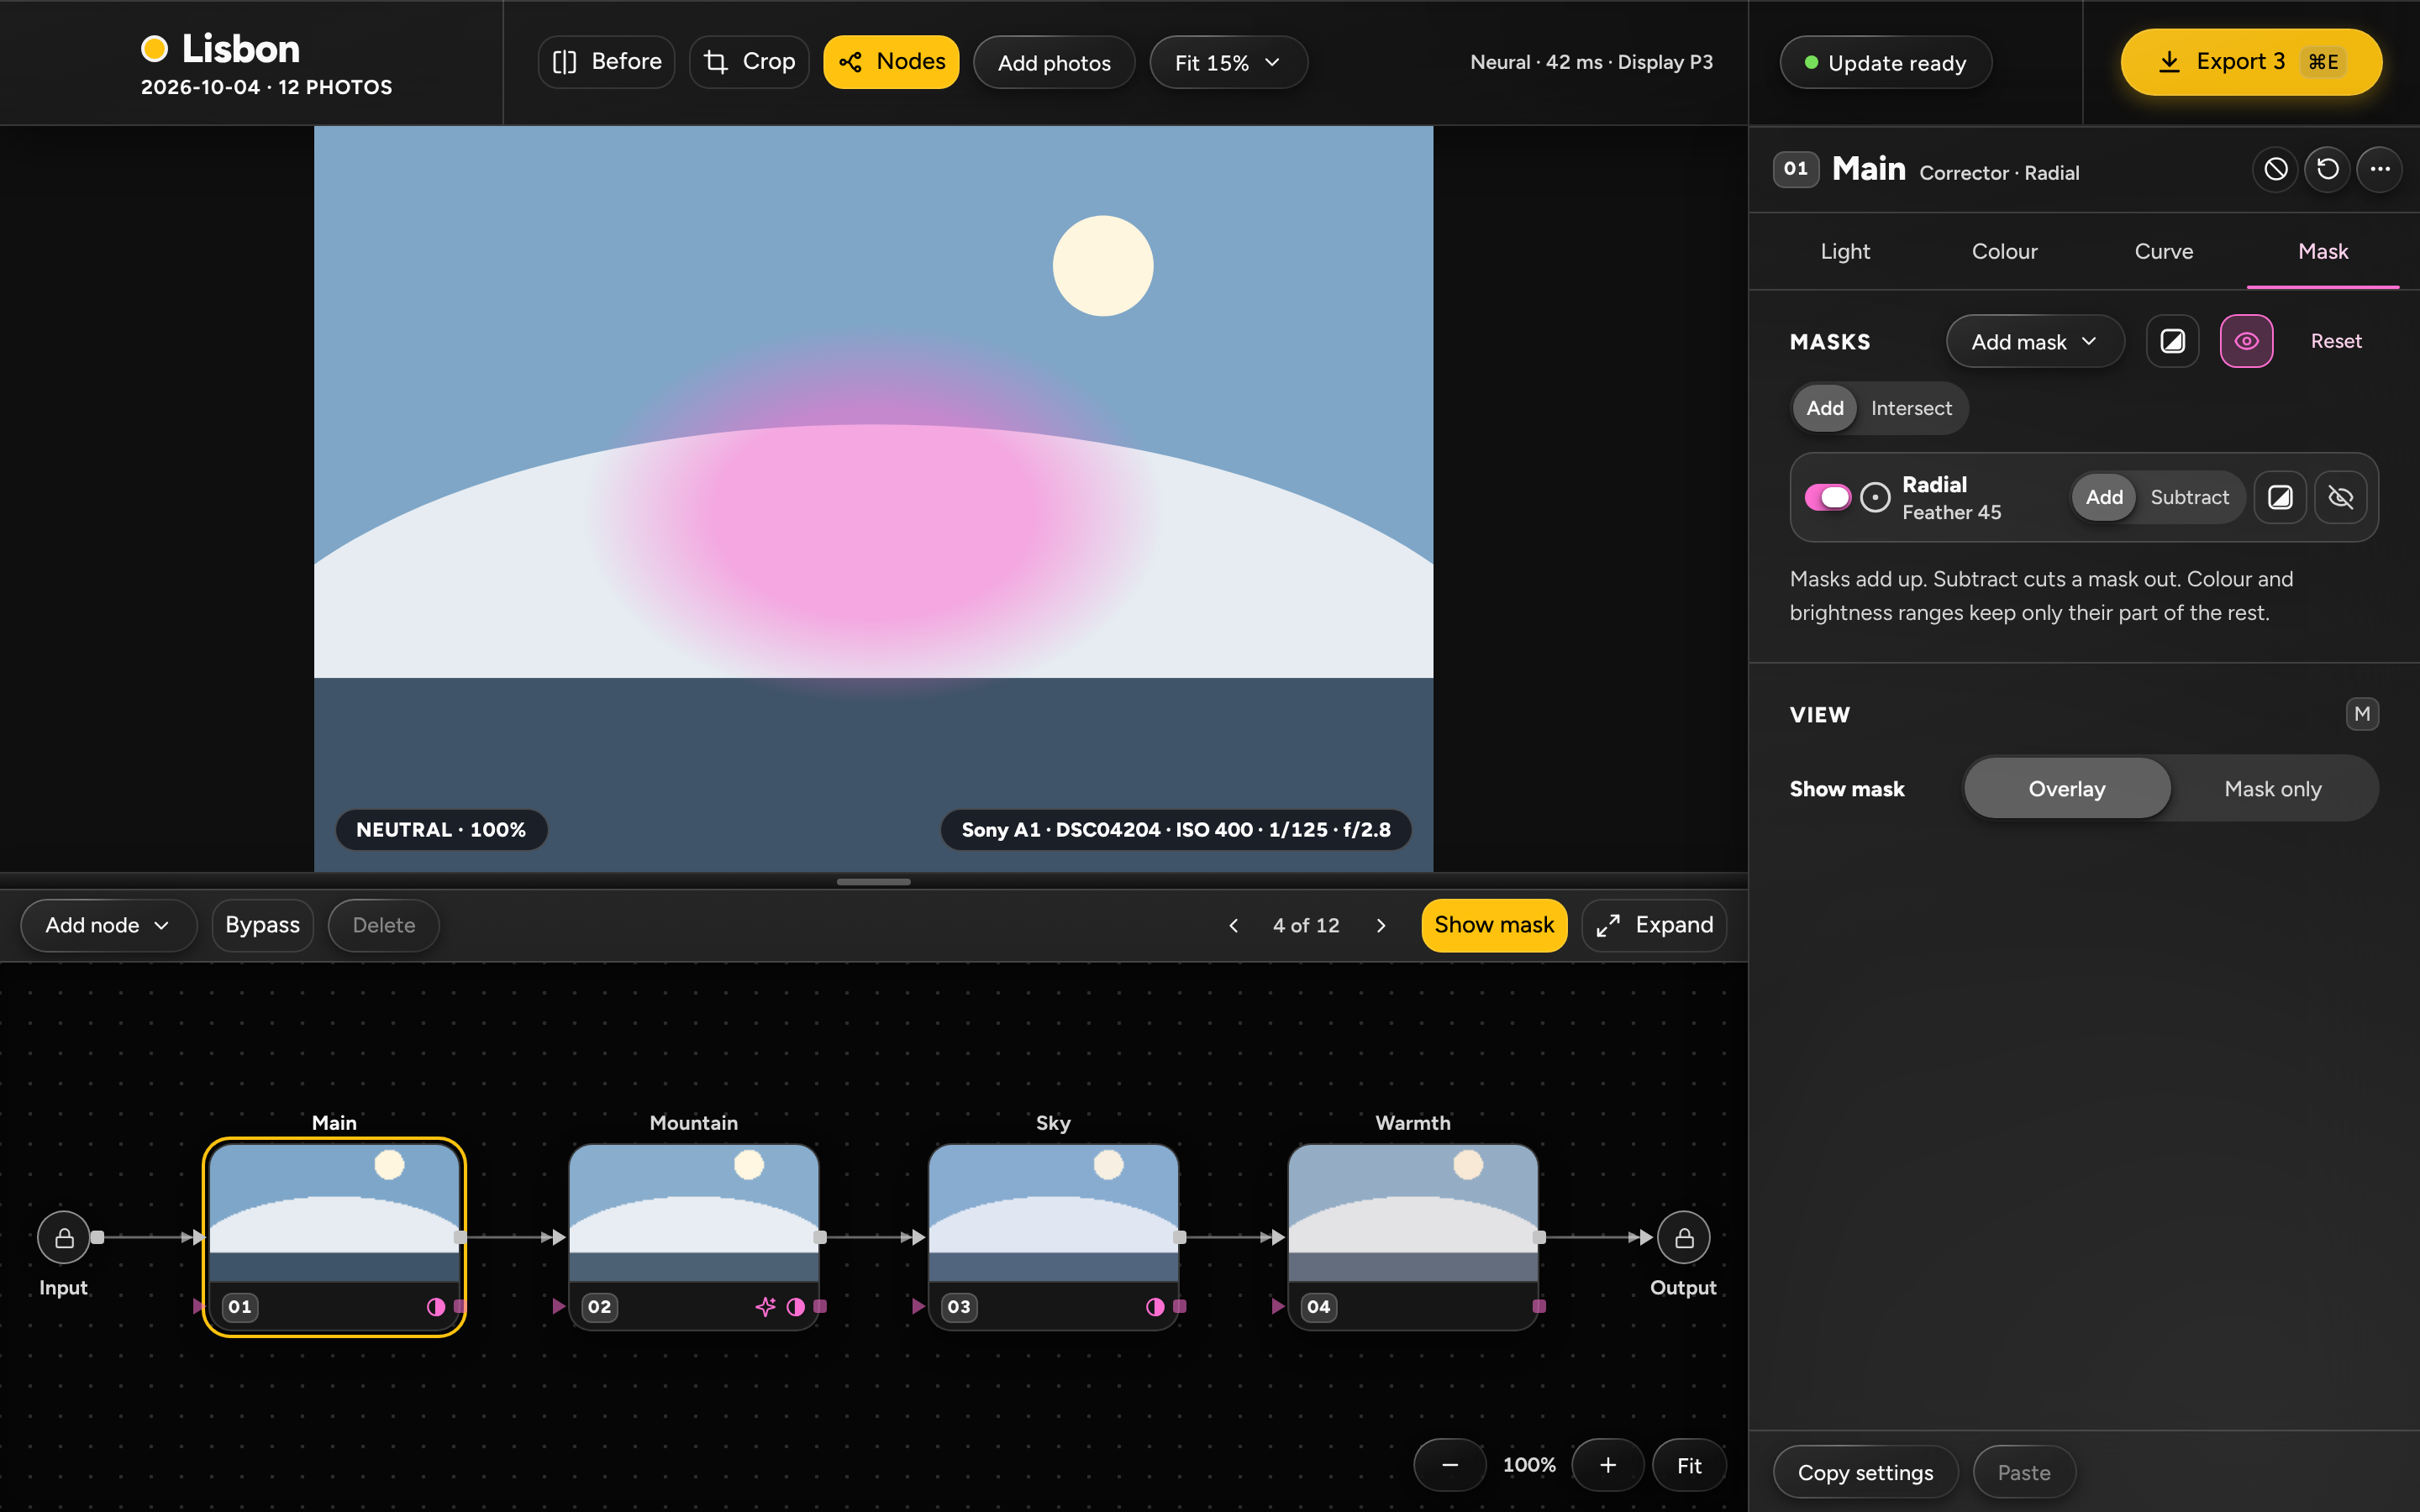 Lisbon
2026-10-04 · 12 PHOTOS
Before
Crop
Nodes
Add photos
Fit 15%
Neural · 42 ms · Display P3
Update ready
Export 3 ⌘E
01 Main Corrector · Radial
Light
Colour
Curve
Mask
MASKS
Add mask
Reset
Add
Intersect
Radial
Feather 45
Add
Subtract
Masks add up. Subtract cuts a mask out. Colour and
brightness ranges keep only their part of the rest.
VIEW
M
Show mask
Overlay
Mask only
NEUTRAL · 100%
Sony A1 · DSC04204 · ISO 400 · 1/125 · f/2.8
Add node
Bypass
Delete
4 of 12
Show mask
Expand
Main
Mountain
Sky
Warmth
Input
Output
01
02
03
04
100%
Fit
Copy settings
Paste